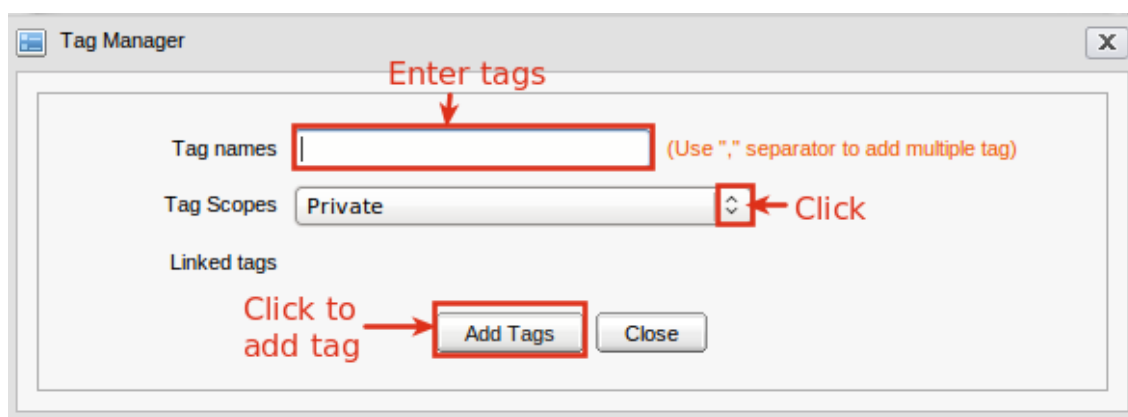 Tag Manager
X
Enter tags
Tag names
(Use "," separator to add multiple tag)
Tag Scopes
Private
Click
Linked tags
Click to
add tag
Add Tags
Close